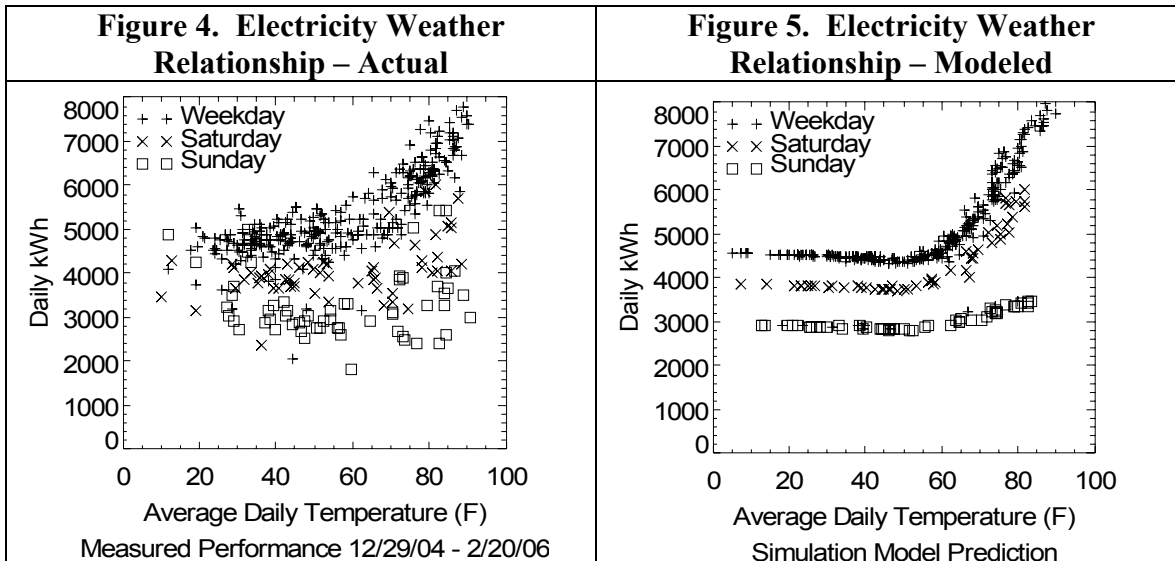 Figure 4. Electricity Weather
Relationship – Actual
8000
7000
6000
5000
4000
3000
2000
1000
0
Daily kWh
Weekday
Saturday
Sunday
0 20 40 60 80 100
Average Daily Temperature (F)
Measured Performance 12/29/04 - 2/20/06
Figure 5. Electricity Weather
Relationship – Modeled
8000
7000
6000
5000
4000
3000
2000
1000
0
Daily kWh
Weekday
Saturday
Sunday
0 20 40 60 80 100
Average Daily Temperature (F)
Simulation Model Prediction